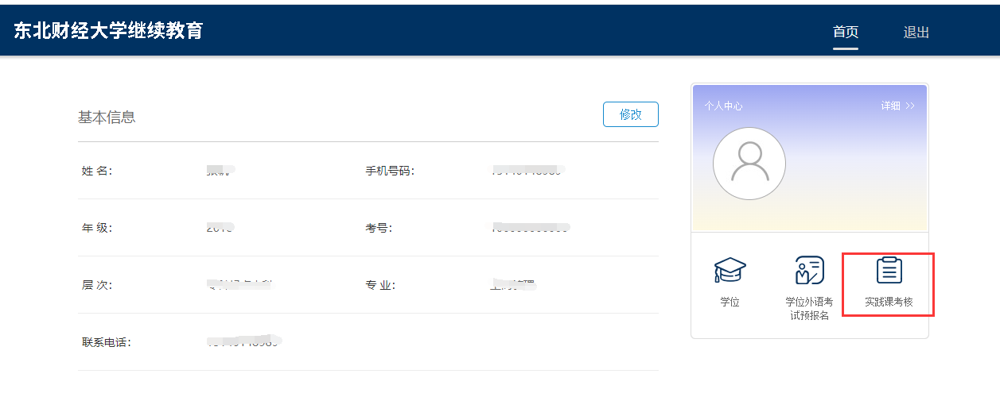 东北财经大学继续教育
首页
退出
基本信息
修改
姓 名:
手机号码:
年 级:
考号:
层 次:
专 业:
联系电话:
个人中心
详细 >>
学位
学位外语考
试预报名
实践课考核